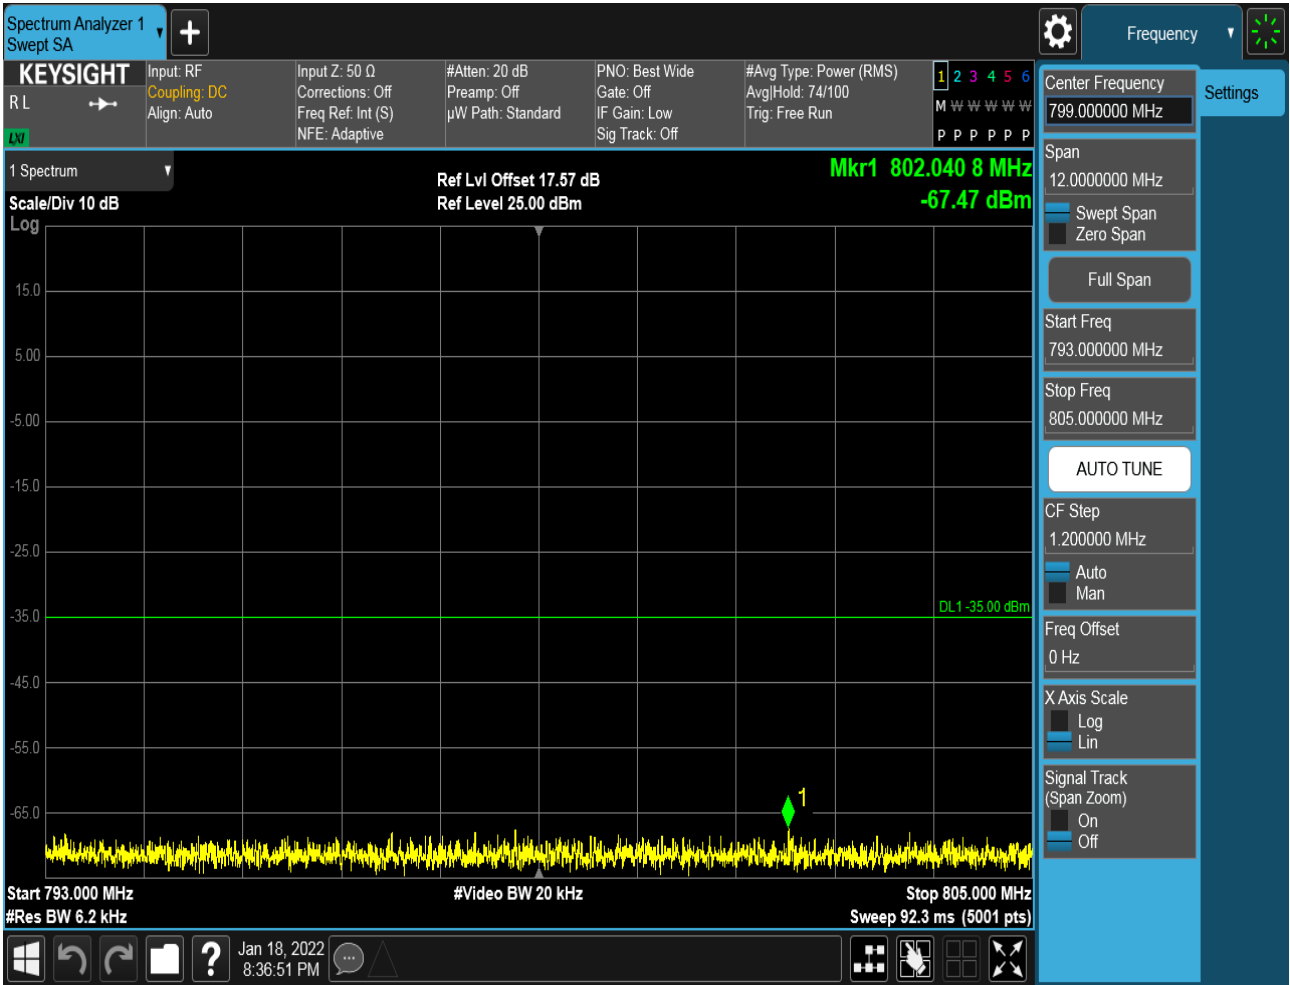 Spectrum Analyzer 1
Swept SA
+
Frequency
KEYSIGHT
R L
LXI
Input: RF
Coupling: DC
Align: Auto
Input Z: 50 Ω
Corrections: Off
Freq Ref: Int (S)
NFE: Adaptive
#Atten: 20 dB
Preamp: Off
µW Path: Standard
PNO: Best Wide
Gate: Off
IF Gain: Low
Sig Track: Off
#Avg Type: Power (RMS)
Avg|Hold: 74/100
Trig: Free Run
1 2 3 4 5 6
M W W W W W
P P P P P P
1 Spectrum
Scale/Div 10 dB
Log
Ref Lvl Offset 17.57 dB
Ref Level 25.00 dBm
Mkr1 802.040 8 MHz
-67.47 dBm
15.0
5.00
-5.00
-15.0
-25.0
-35.0
-45.0
-55.0
-65.0
DL1 -35.00 dBm
1
Start 793.000 MHz
#Res BW 6.2 kHz
#Video BW 20 kHz
Stop 805.000 MHz
Sweep 92.3 ms (5001 pts)
Center Frequency
799.000000 MHz
Settings
Span
12.0000000 MHz
Swept Span
Zero Span
Full Span
Start Freq
793.000000 MHz
Stop Freq
805.000000 MHz
AUTO TUNE
CF Step
1.200000 MHz
Auto
Man
Freq Offset
0 Hz
X Axis Scale
Log
Lin
Signal Track
(Span Zoom)
On
Off
?
Jan 18, 2022
8:36:51 PM